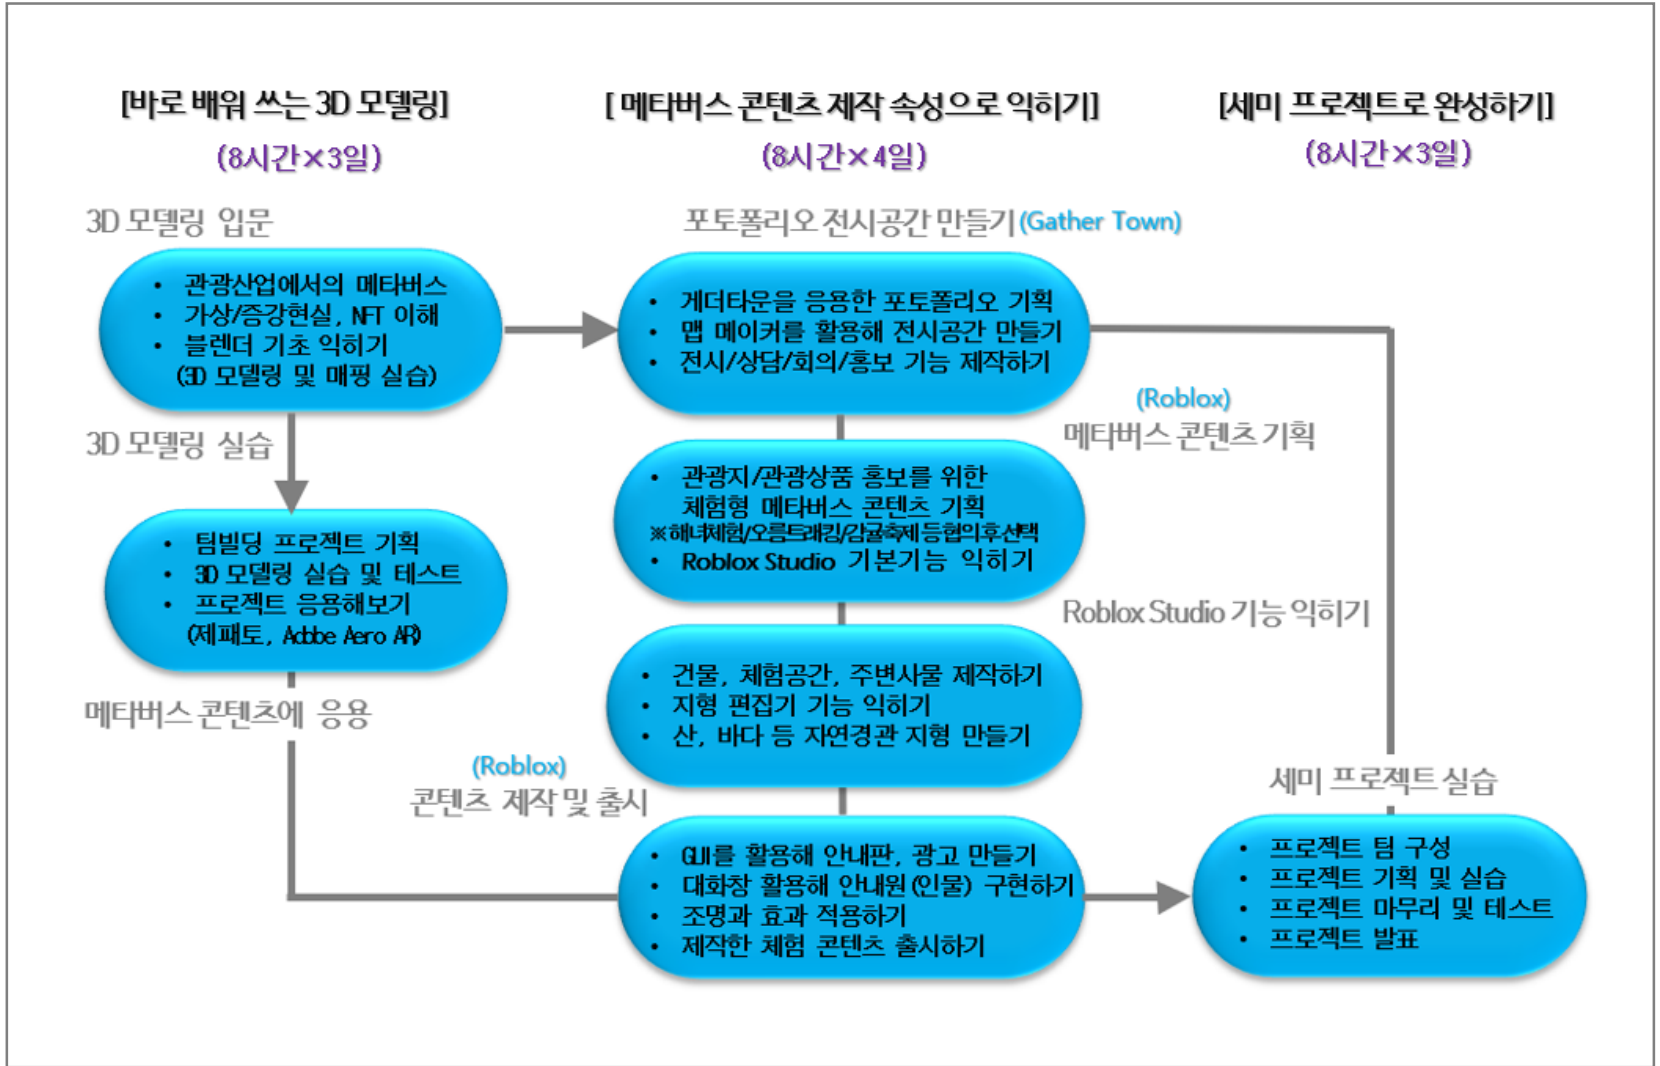 [바로 배워 쓰는 3D 모델링]
(8시간×3일)
3D 모델링 입문
• 관광산업에서의 메타버스
• 가상/증강현실, NFT 이해
• 블렌더 기초 익히기
(3D 모델링 및 매핑 실습)
3D 모델링 실습
• 팀빌딩 프로젝트 기획
• 3D 모델링 실습 및 테스트
• 프로젝트 응용해보기
(제패토, Adobe Aero AR)
메타버스 콘텐츠에 응용
[ 메타버스 콘텐츠 제작 속성으로 익히기]
(8시간×4일)
포토폴리오 전시공간 만들기 (Gather Town)
• 게더타운을 응용한 포토폴리오 기획
• 맵 메이커를 활용해 전시공간 만들기
• 전시/상담/회의/홍보 기능 제작하기
(Roblox)
메타버스 콘텐츠 기획
• 관광지/관광상품 홍보를 위한
체험형 메타버스 콘텐츠 기획
※해녀체험/오름트래킹/감귤축제 등 협의 후 선택
• Roblox Studio 기본기능 익히기
Roblox Studio 기능 익히기
• 건물, 체험공간, 주변사물 제작하기
• 지형 편집기 기능 익히기
• 산, 바다 등 자연경관 지형 만들기
(Roblox)
콘텐츠 제작 및 출시
• GUI를 활용해 안내판, 광고 만들기
• 대화창 활용해 안내원(인물) 구현하기
• 조명과 효과 적용하기
• 제작한 체험 콘텐츠 출시하기
[세미 프로젝트로 완성하기]
(8시간×3일)
세미 프로젝트 실습
• 프로젝트 팀 구성
• 프로젝트 기획 및 실습
• 프로젝트 마무리 및 테스트
• 프로젝트 발표